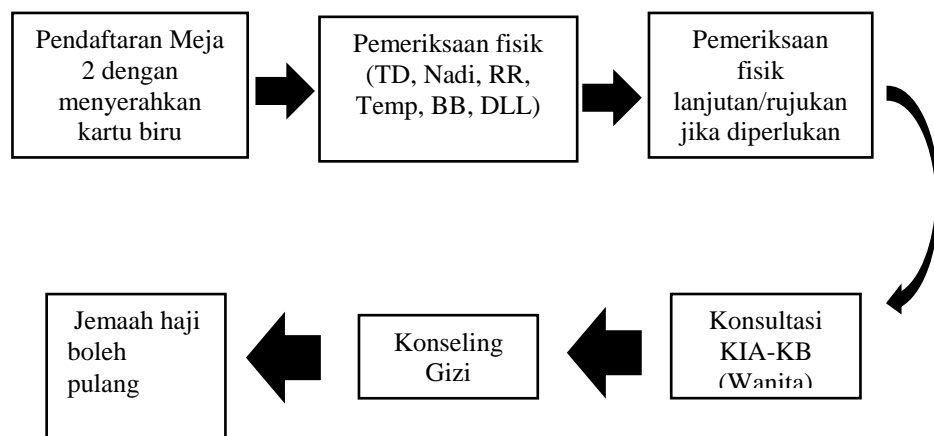 Pendaftaran Meja
2 dengan
menyerahkan
kartu biru
Pemeriksaan fisik
(TD, Nadi, RR,
Temp, BB, DLL)
Pemeriksaan
fisik
lanjutan/rujukan
jika diperlukan
Konsultasi
KIA-KB
(Wanita)
Konseling
Gizi
Jemaah haji
boleh
pulang